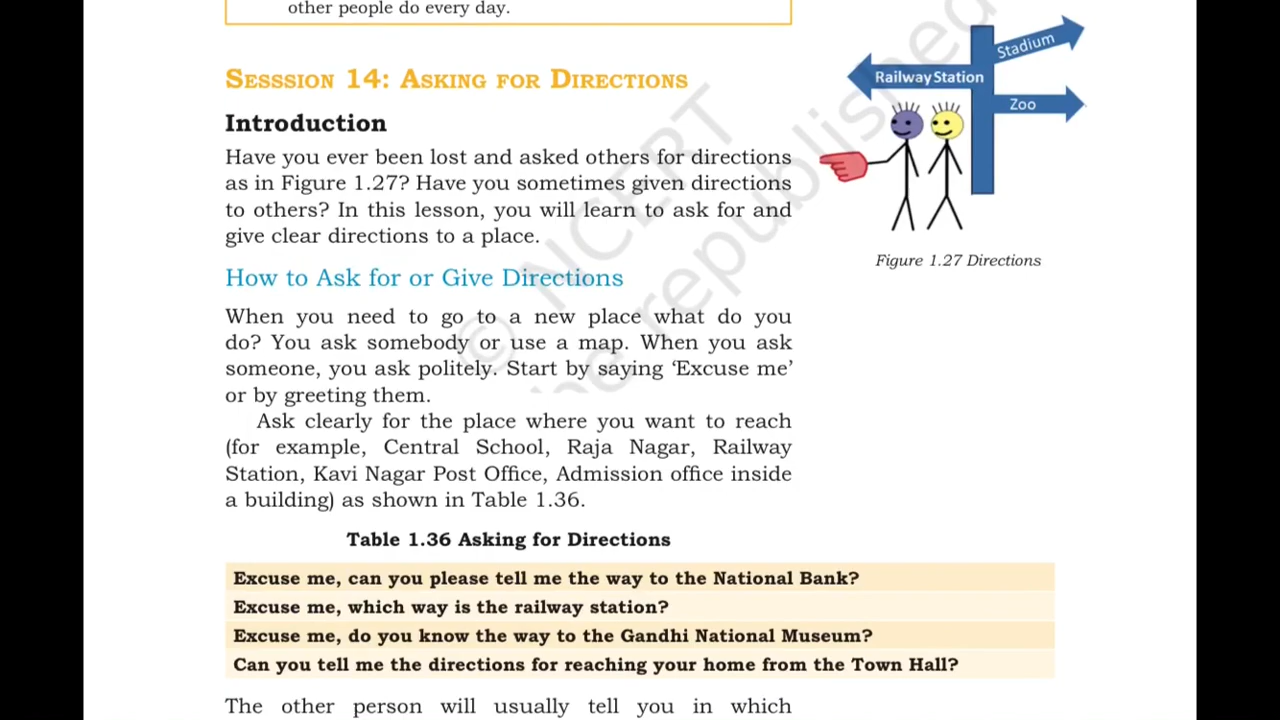 other people do every day.
SESSSION 14: ASKING FOR DIRECTIONS
Introduction
Have you ever been lost and asked others for directions
as in Figure 1.27? Have you sometimes given directions
to others? In this lesson, you will learn to ask for and
give clear directions to a place.
Stadium
Railway Station
Zoo
Figure 1.27 Directions
How to Ask for or Give Directions
When you need to go to a new place what do you
do? You ask somebody or use a map. When you ask
someone, you ask politely. Start by saying ‘Excuse me’
or by greeting them.
Ask clearly for the place where you want to reach
(for example, Central School, Raja Nagar, Railway
Station, Kavi Nagar Post Office, Admission office inside
a building) as shown in Table 1.36.
Table 1.36 Asking for Directions
Excuse me, can you please tell me the way to the National Bank?
Excuse me, which way is the railway station?
Excuse me, do you know the way to the Gandhi National Museum?
Can you tell me the directions for reaching your home from the Town Hall?
The other person will usually tell you in which
© NCERT
be republished